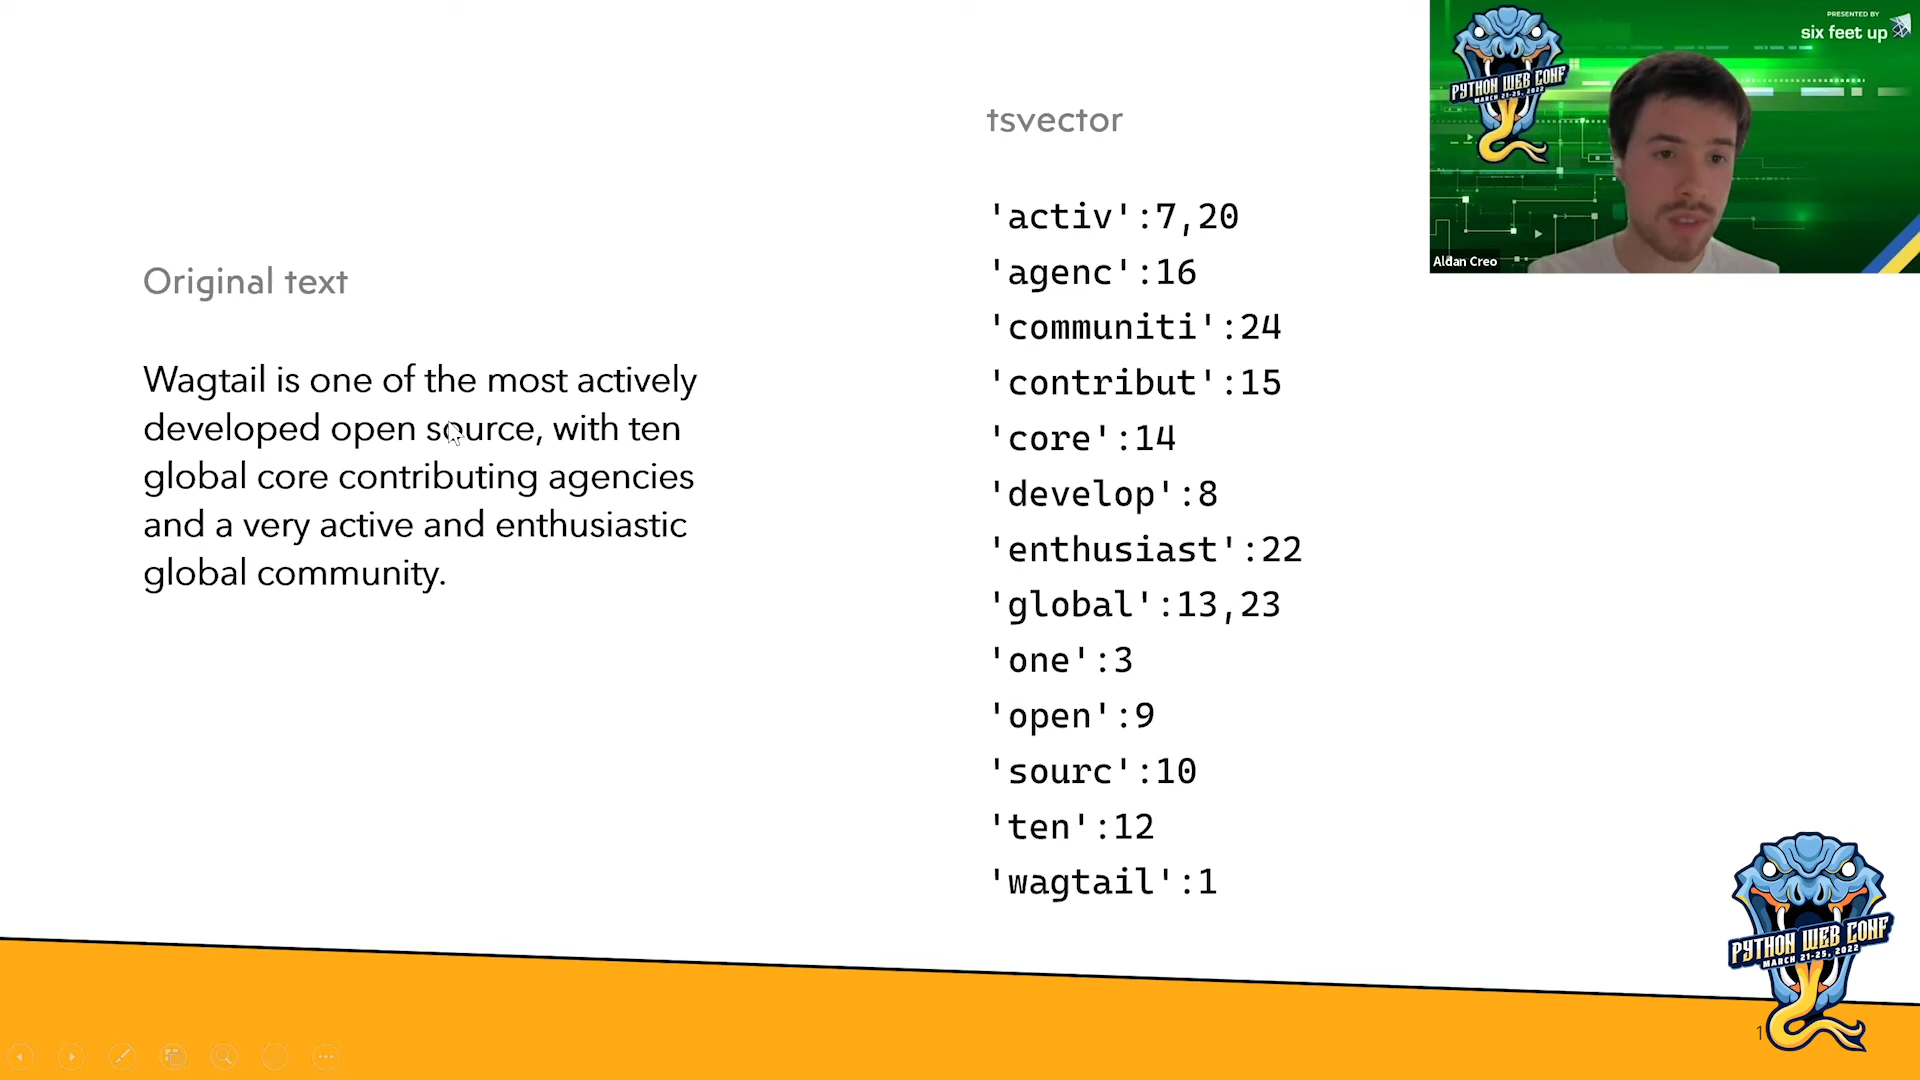 Original text
Wagtail is one of the most actively
developed open source, with ten
global core contributing agencies
and a very active and enthusiastic
global community.
tsvector
'activ':7,20
'agenc':16
'communiti':24
'contribut':15
'core':14
'develop':8
'enthusiast':22
'global':13,23
'one':3
'open':9
'sourc':10
'ten':12
'wagtail':1
PYTHON WEB CONF
MARCH 21-25, 2022
PRESENTED BY
six feet up
Aldan Creo
PYTHON WEB CONF
MARCH 21-25, 2022
1